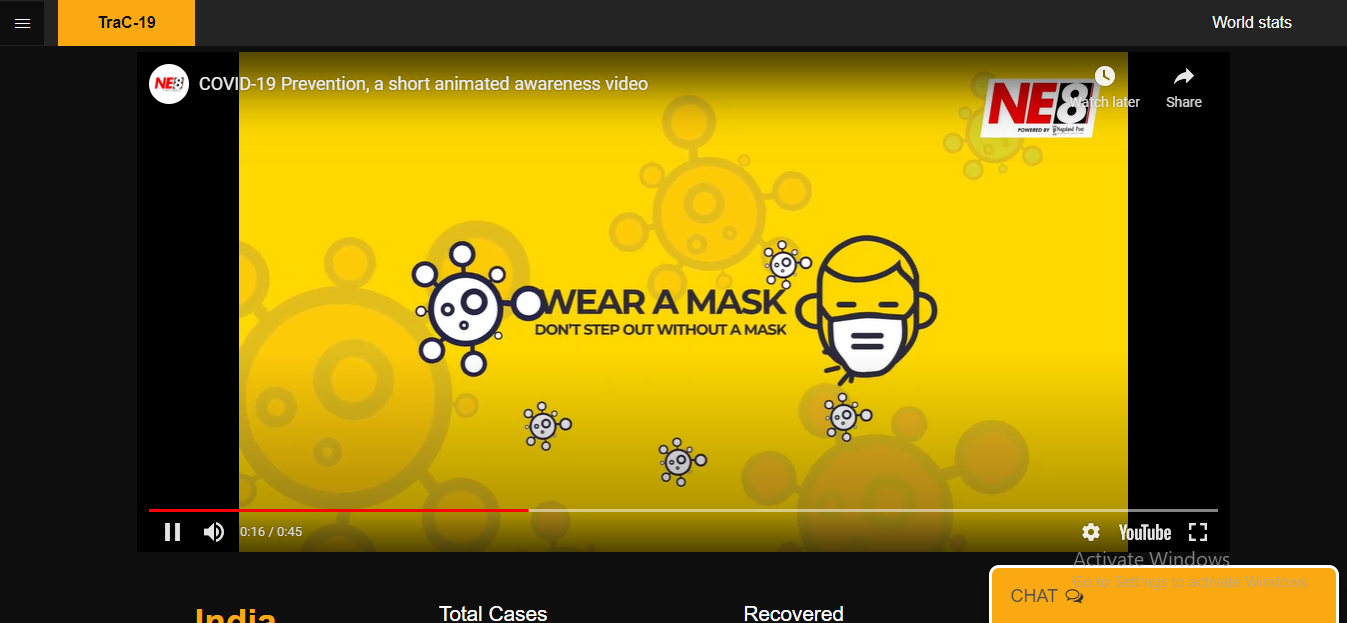 TraC-19
World stats
NE8
COVID-19 Prevention, a short animated awareness video
Watch later
Share
NE8
POWERED BY Nagaland Post
WEAR A MASK
DON'T STEP OUT WITHOUT A MASK
0:16 / 0:45
YouTube
Activate Windows
Go to Settings to activate Windows.
CHAT
India
Total Cases
Recovered